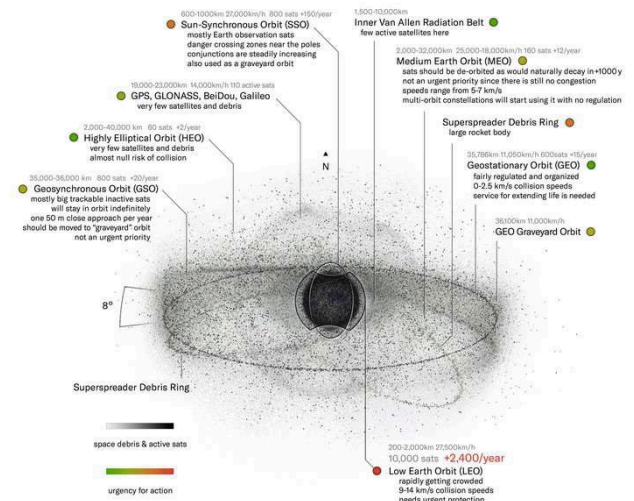 600-1000km 27,000km/h 800 sats +150/year
Sun-Synchronous Orbit (SSO)
mostly Earth observation sats
danger crossing zones near the poles
conjunctions are steadily increasing
also used as a graveyard orbit
1,500-10,000km
Inner Van Allen Radiation Belt
few active satellites here
2,000-32,000km 25,000-18,000km/h 160 sats +12/year
Medium Earth Orbit (MEO)
sats should be de-orbited as would naturally decay in+1000y
not an urgent priority since there is still no congestion
speeds range from 5-7 km/s
multi-orbit constellations will start using it with no regulation
19,000-23,000km 14,000km/h 110 active sats
GPS, GLONASS, BeiDou, Galileo
very few satellites and debris
Superspreader Debris Ring
large rocket body
2,000-40,000 km 60 sats +2/year
Highly Elliptical Orbit (HEO)
very few satellites and debris
almost null risk of collision
35,786km 11,050km/h 600sats +15/year
Geostationary Orbit (GEO)
fairly regulated and organized
0-2.5 km/s collision speeds
service for extending life is needed
35,000-36,000 km 800 sats +20/year
Geosynchronous Orbit (GSO)
mostly big trackable inactive sats
will stay in orbit indefinitely
one 50 m close approach per year
should be moved to "graveyard" orbit
not an urgent priority
36,100km 11,000km/h
GEO Graveyard Orbit
N
8°
Superspreader Debris Ring
space debris & active sats
urgency for action
200-2,000km 27,500km/h
10,000 sats +2,400/year
Low Earth Orbit (LEO)
rapidly getting crowded
9-14 km/s collision speeds
needs urgent protection